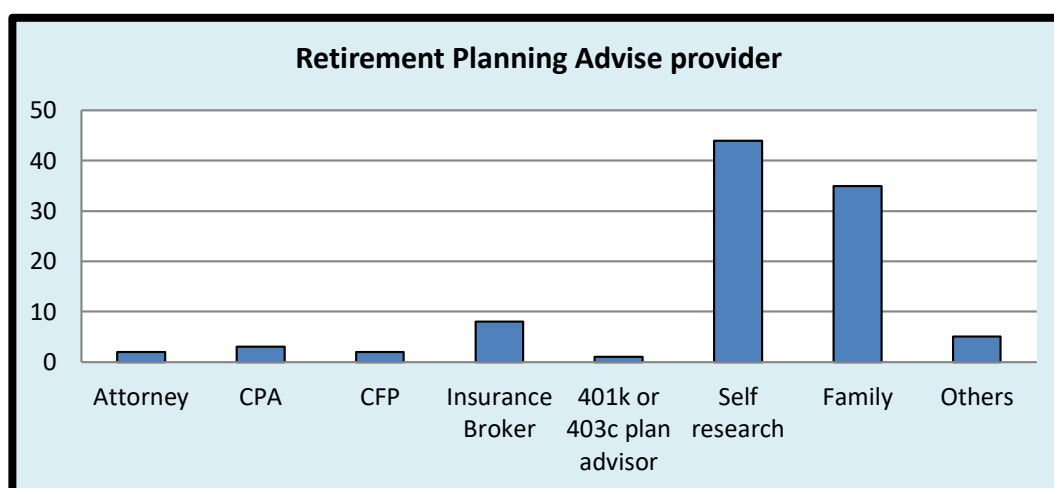 Retirement Planning Advise provider
50
40
30
20
10
0
Attorney
CPA
CFP
Insurance
Broker
401k or
403c plan
advisor
Self
research
Family
Others